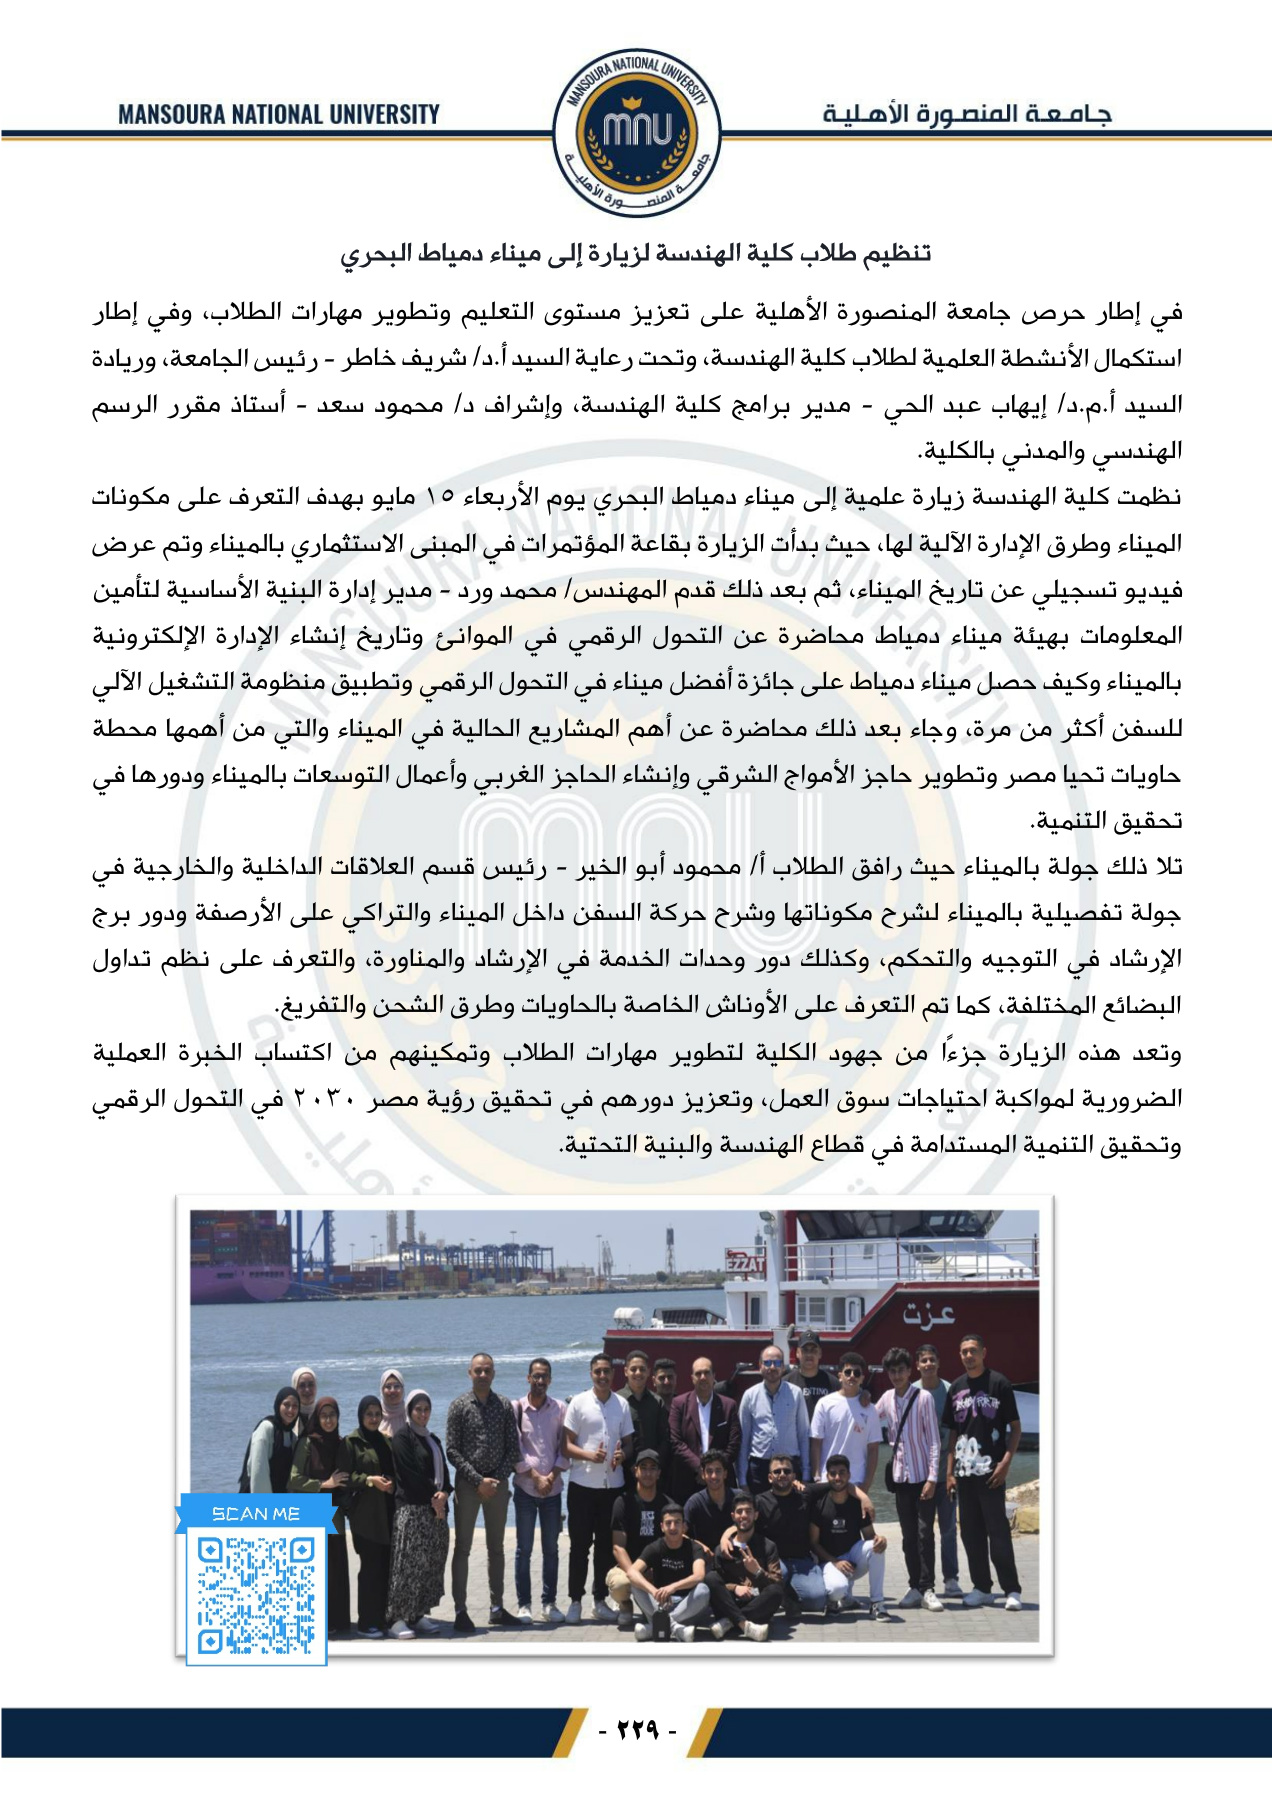 MANSOURA NATIONAL UNIVERSITY
جامعة المنصورة الأهلية
MANSOURA NATIONAL UNIVERSITY
mnu
جامعة المنصورة الأهلية
تنظيم طلاب كلية الهندسة لزيارة إلى ميناء دمياط البحري
في إطار حرص جامعة المنصورة الأهلية على تعزيز مستوى التعليم وتطوير مهارات الطلاب، وفي إطار
استكمال الأنشطة العلمية لطلاب كلية الهندسة، وتحت رعاية السيد أ.د/ شريف خاطر - رئيس الجامعة، وريادة
السيد أ.م.د/ إيهاب عبد الحي - مدير برامج كلية الهندسة، وإشراف د/ محمود سعد - أستاذ مقرر الرسم
الهندسي والمدني بالكلية.
نظمت كلية الهندسة زيارة علمية إلى ميناء دمياط البحري يوم الأربعاء ١٥ مايو بهدف التعرف على مكونات
الميناء وطرق الإدارة الآلية لها، حيث بدأت الزيارة بقاعة المؤتمرات في المبنى الاستثماري بالميناء وتم عرض
فيديو تسجيلي عن تاريخ الميناء، ثم بعد ذلك قدم المهندس/ محمد ورد - مدير إدارة البنية الأساسية لتأمين
المعلومات بهيئة ميناء دمياط محاضرة عن التحول الرقمي في الموانئ وتاريخ إنشاء الإدارة الإلكترونية
بالميناء وكيف حصل ميناء دمياط على جائزة أفضل ميناء في التحول الرقمي وتطبيق منظومة التشغيل الآلي
للسفن أكثر من مرة، وجاء بعد ذلك محاضرة عن أهم المشاريع الحالية في الميناء والتي من أهمها محطة
حاويات تحيا مصر وتطوير حاجز الأمواج الشرقي وإنشاء الحاجز الغربي وأعمال التوسعات بالميناء ودورها في
تحقيق التنمية.
تلا ذلك جولة بالميناء حيث رافق الطلاب أ/ محمود أبو الخير - رئيس قسم العلاقات الداخلية والخارجية في
جولة تفصيلية بالميناء لشرح مكوناتها وشرح حركة السفن داخل الميناء والتراكي على الأرصفة ودور برج
الإرشاد في التوجيه والتحكم، وكذلك دور وحدات الخدمة في الإرشاد والمناورة، والتعرف على نظم تداول
البضائع المختلفة، كما تم التعرف على الأوناش الخاصة بالحاويات وطرق الشحن والتفريغ.
وتعد هذه الزيارة جزءًا من جهود الكلية لتطوير مهارات الطلاب وتمكينهم من اكتساب الخبرة العملية
الضرورية لمواكبة احتياجات سوق العمل، وتعزيز دورهم في تحقيق رؤية مصر ٢٠٣٠ في التحول الرقمي
وتحقيق التنمية المستدامة في قطاع الهندسة والبنية التحتية.
EZZAT
عزت
SCAN ME
- ٢٢٩ -